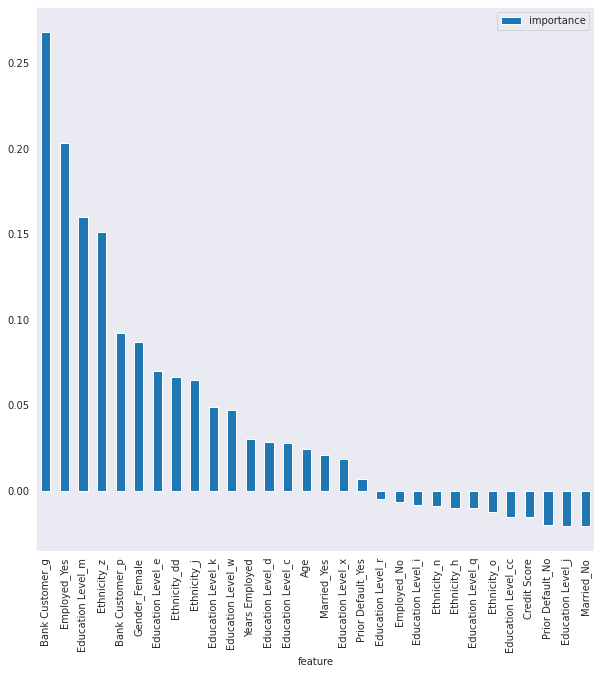 importance
0.25
0.20
0.15
0.10
0.05
0.00
Bank Customer_g
Employed_Yes
Education Level_m
Ethnicity_z
Bank Customer_p
Gender_Female
Education Level_e
Ethnicity_dd
Ethnicity_j
Education Level_k
Education Level_w
Years Employed
Education Level_d
Education Level_c
Age
Married_Yes
Education Level_x
Prior Default_Yes
Education Level_r
Employed_No
Education Level_i
Ethnicity_n
Ethnicity_h
Education Level_q
Ethnicity_o
Education Level_cc
Credit Score
Prior Default_No
Education Level_j
Married_No
feature